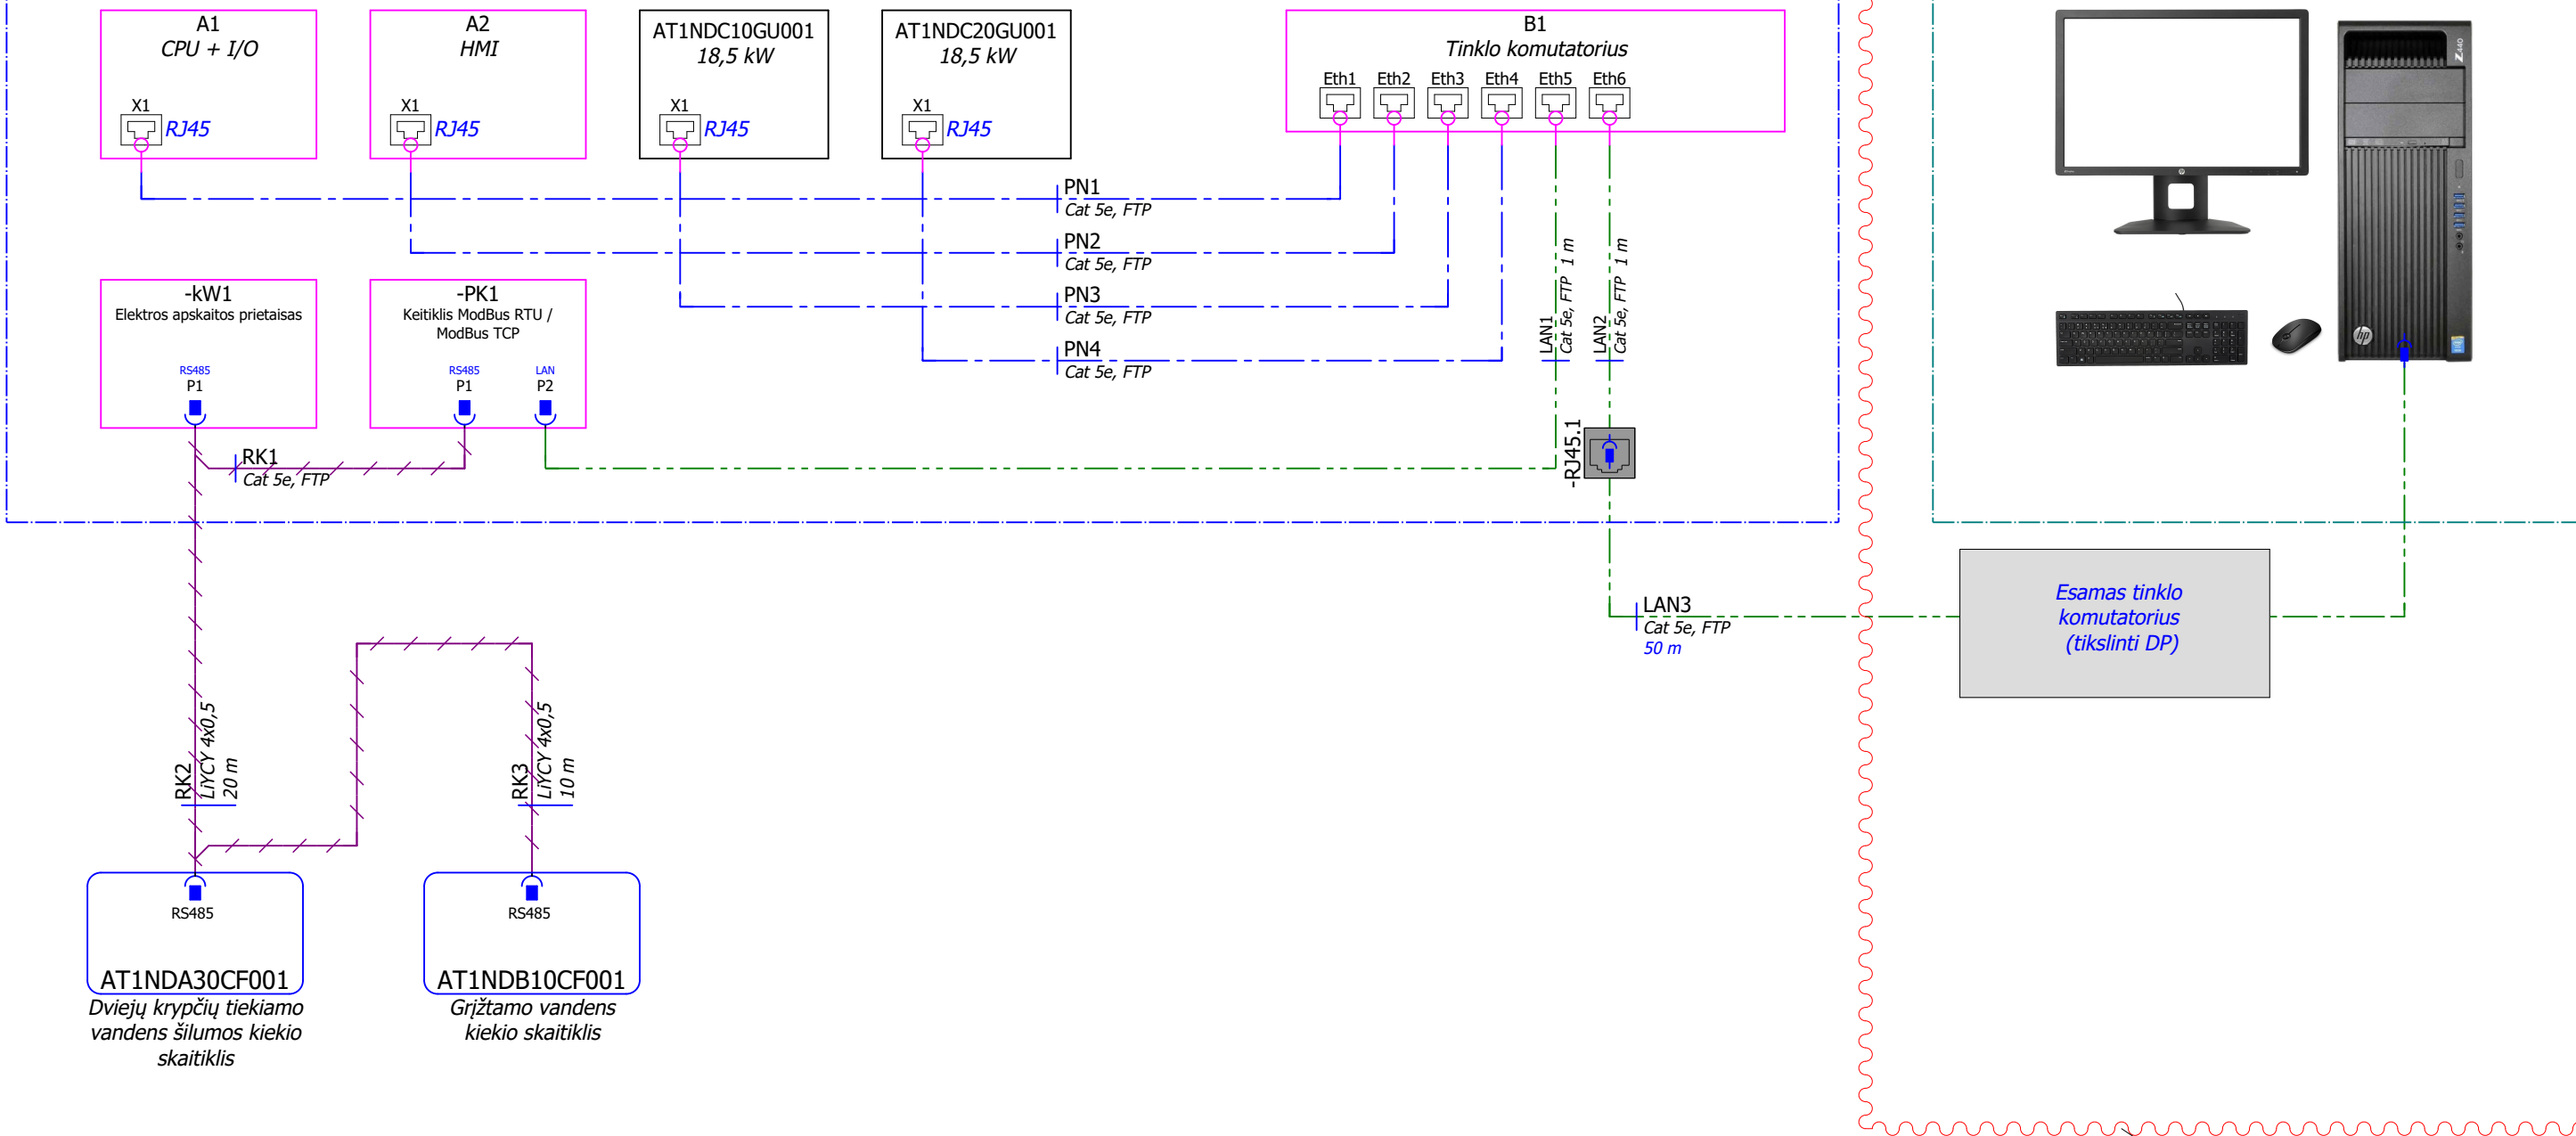 A1
CPU + I/O
X1
RJ45
A2
HMI
X1
RJ45
AT1NDC10GU001
18,5 kW
X1
RJ45
AT1NDC20GU001
18,5 kW
X1
RJ45
B1
Tinklo komutatorius
Eth1
Eth2
Eth3
Eth4
Eth5
Eth6
Z440
hp
PN1
Cat 5e, FTP
PN2
Cat 5e, FTP
PN3
Cat 5e, FTP
PN4
Cat 5e, FTP
LAN1
Cat 5e, FTP 1 m
LAN2
Cat 5e, FTP 1 m
-kW1
Elektros apskaitos prietaisas
RS485
P1
-PK1
Keitiklis ModBus RTU /
ModBus TCP
RS485
P1
LAN
P2
RK1
Cat 5e, FTP
-RJ45.1
LAN3
Cat 5e, FTP
50 m
Esamas tinklo
komutatorius
(tikslinti DP)
RK2
LiYCY 4x0,5
20 m
RK3
LiYCY 4x0,5
10 m
RS485
AT1NDA30CF001
Dviejų krypčių tiekiamo
vandens šilumos kiekio
skaitiklis
RS485
AT1NDB10CF001
Grįžtamo vandens
kiekio skaitiklis